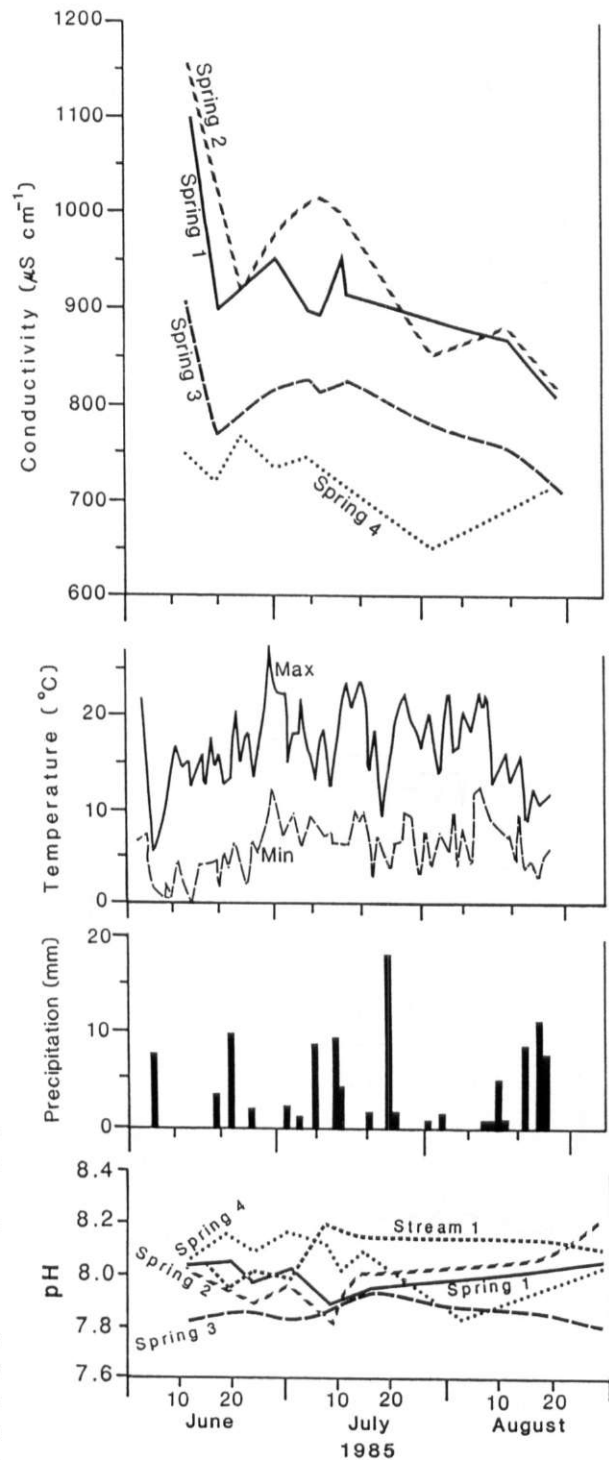 1200
1100
1000
900
800
700
600
Conductivity (μS cm⁻¹)
Spring 2
Spring 1
Spring 3
Spring 4
20
10
0
Temperature (°C)
Max
Min
20
10
0
Precipitation (mm)
8.4
8.2
8.0
7.8
7.6
pH
Spring 4
Stream 1
Spring 2
Spring 1
Spring 3
10 20 10 20 10 20
June July August
1985